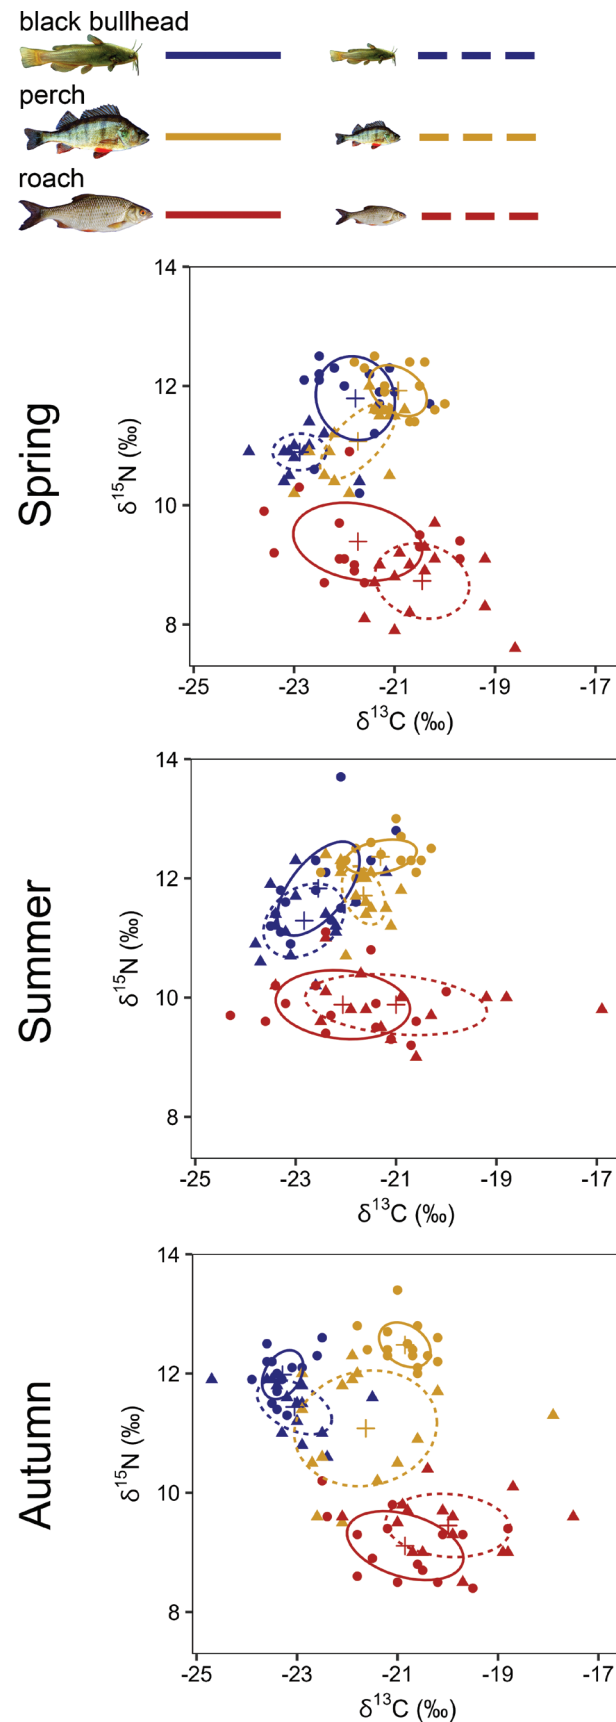 black bullhead
perch
roach
Spring
δ15N (‰)
14
12
10
8
-25 -23 -21 -19 -17
δ13C (‰)
Summer
δ15N (‰)
14
12
10
8
-25 -23 -21 -19 -17
δ13C (‰)
Autumn
δ15N (‰)
14
12
10
8
-25 -23 -21 -19 -17
δ13C (‰)